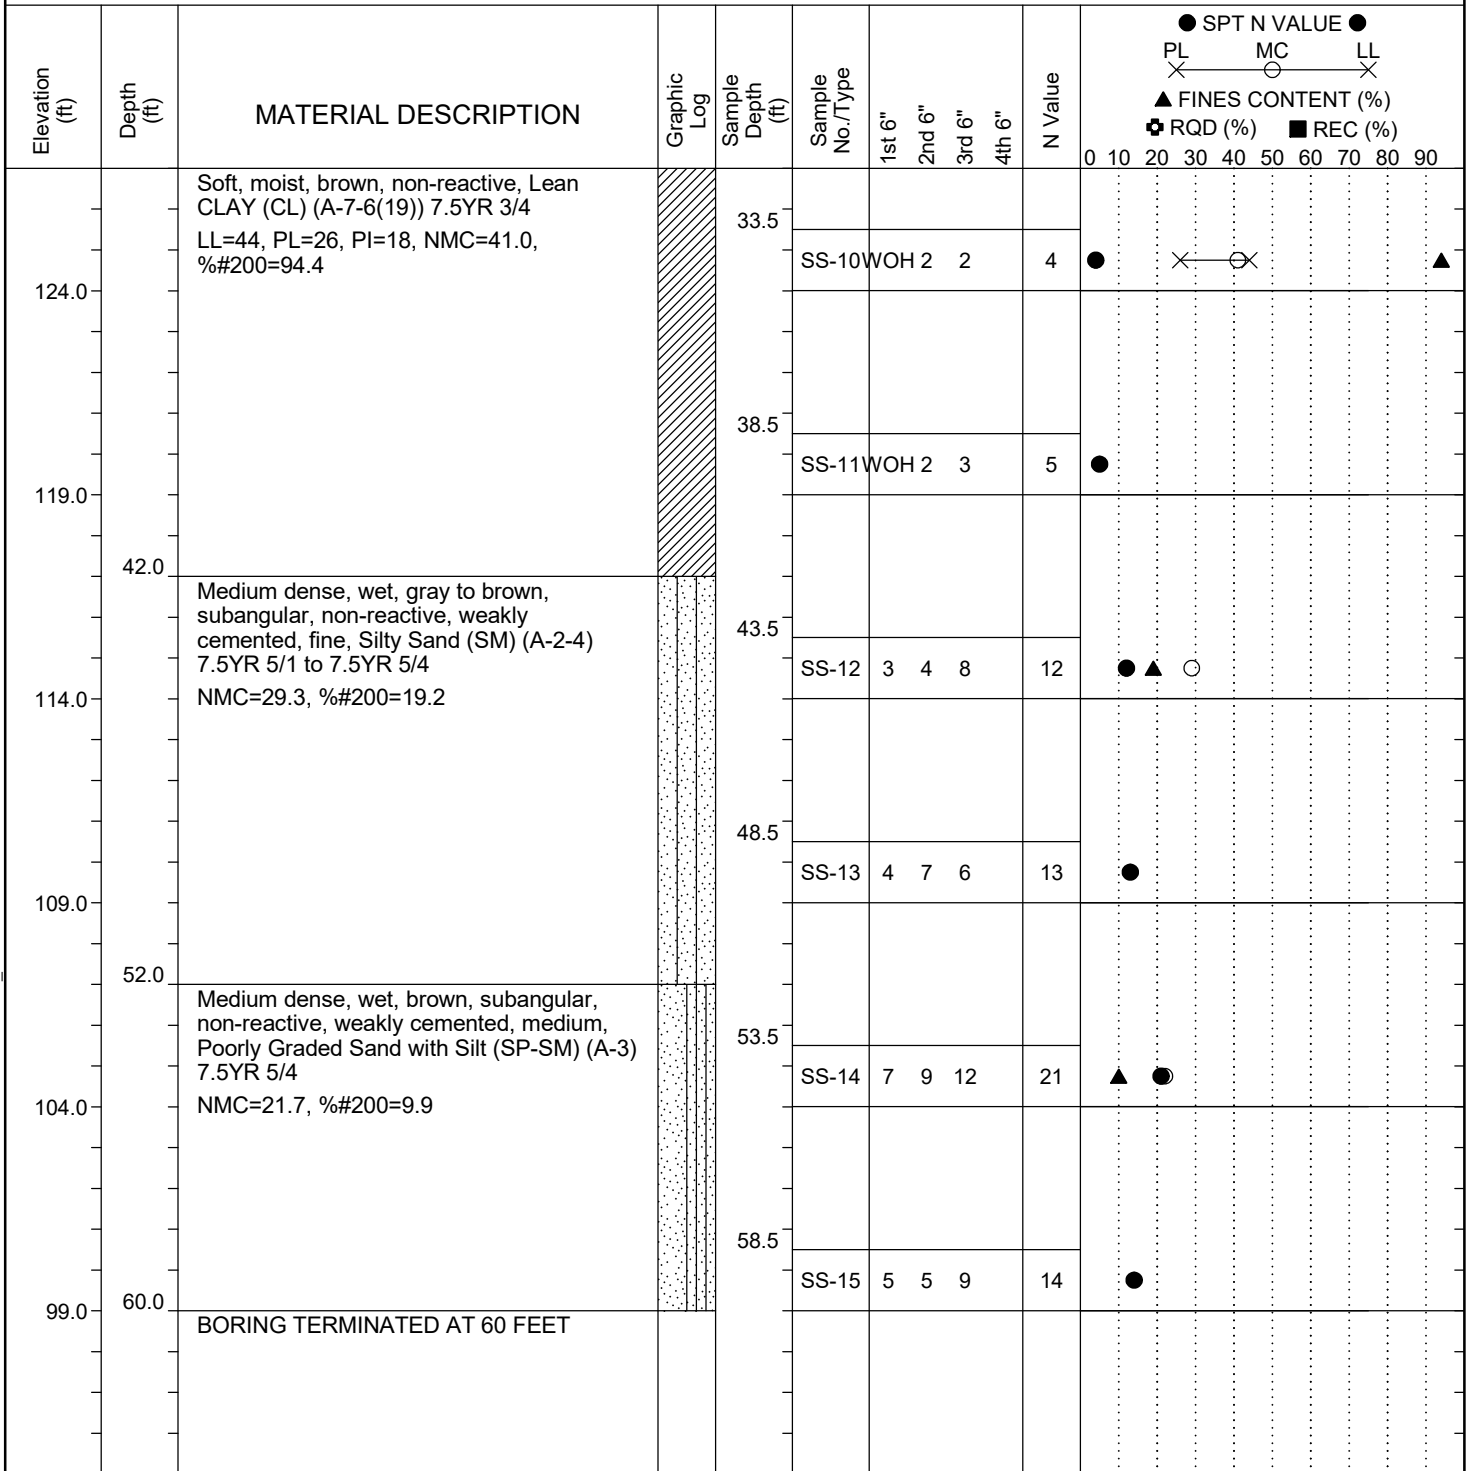 Elevation (ft)
Depth (ft)
MATERIAL DESCRIPTION
Graphic Log
Sample Depth (ft)
Sample No./Type
1st 6"
2nd 6"
3rd 6"
4th 6"
N Value
SPT N VALUE
PL MC LL
FINES CONTENT (%)
RQD (%) REC (%)
0 10 20 30 40 50 60 70 80 90
Soft, moist, brown, non-reactive, Lean
CLAY (CL) (A-7-6(19)) 7.5YR 3/4
LL=44, PL=26, PI=18, NMC=41.0,
%#200=94.4
33.5
SS-10 WOH 2 2 4
124.0
38.5
SS-11 WOH 2 3 5
119.0
42.0
Medium dense, wet, gray to brown,
subangular, non-reactive, weakly
cemented, fine, Silty Sand (SM) (A-2-4)
7.5YR 5/1 to 7.5YR 5/4
NMC=29.3, %#200=19.2
43.5
SS-12 3 4 8 12
114.0
48.5
SS-13 4 7 6 13
109.0
52.0
Medium dense, wet, brown, subangular,
non-reactive, weakly cemented, medium,
Poorly Graded Sand with Silt (SP-SM) (A-3)
7.5YR 5/4
NMC=21.7, %#200=9.9
53.5
SS-14 7 9 12 21
104.0
58.5
SS-15 5 5 9 14
99.0
60.0
BORING TERMINATED AT 60 FEET